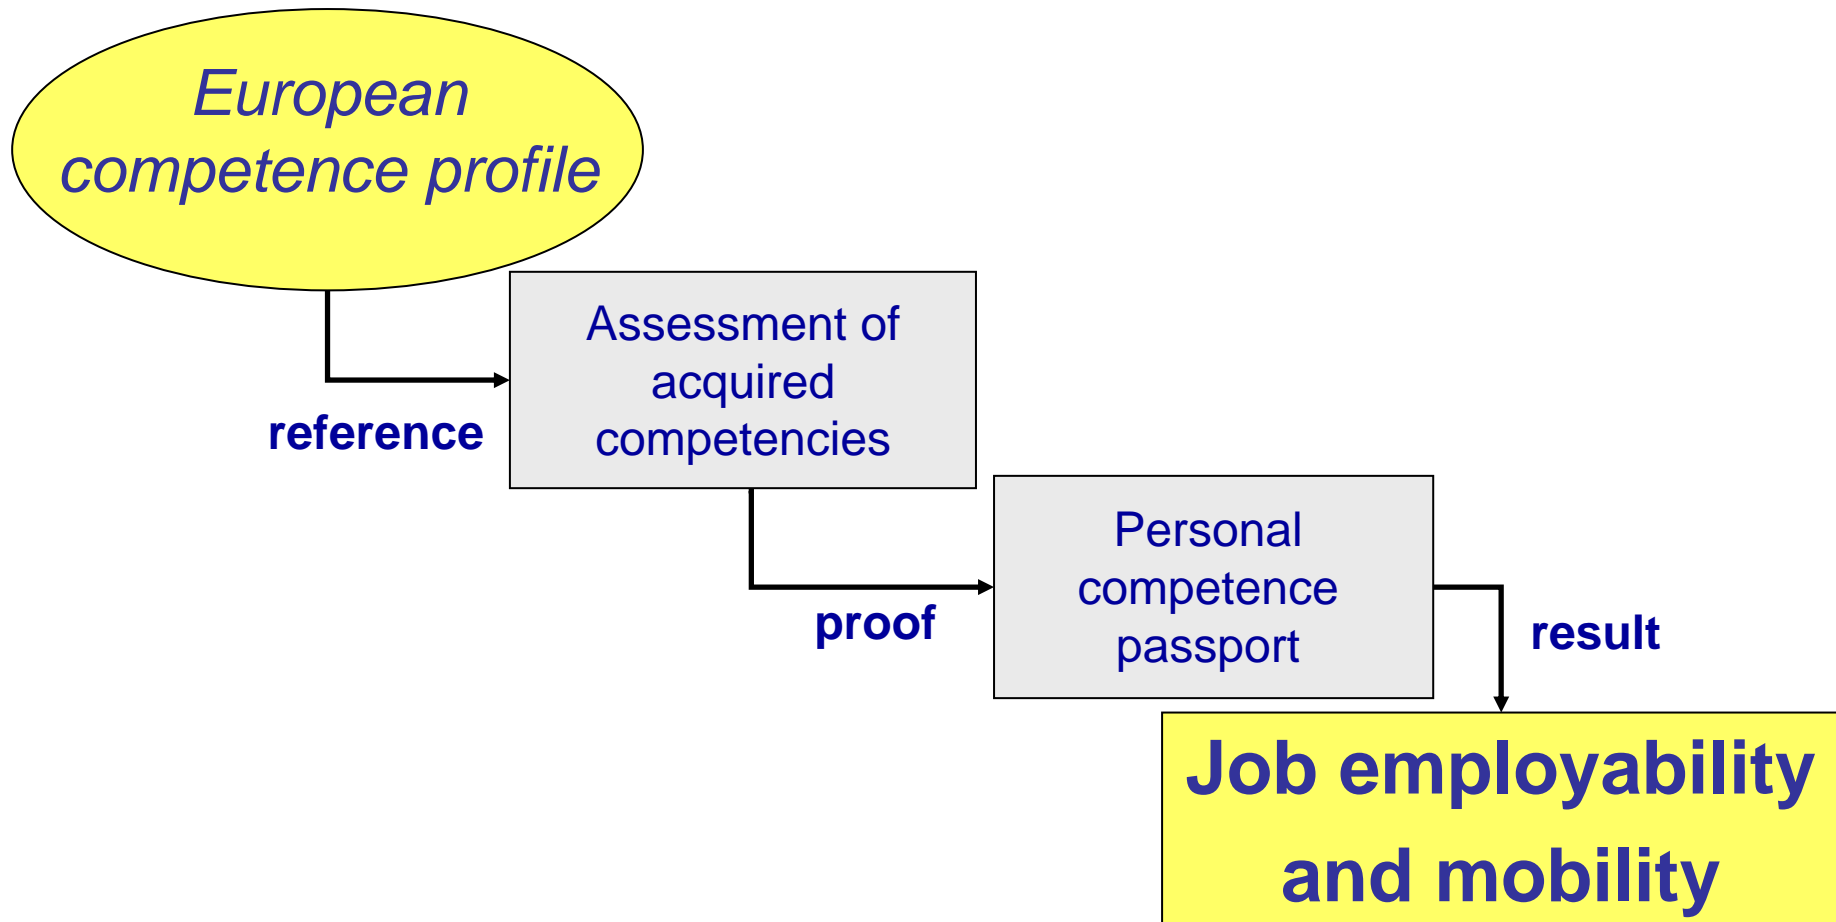 European
competence profile
Assessment of
acquired
competencies
reference
Personal
competence
passport
proof
result
Job employability
and mobility